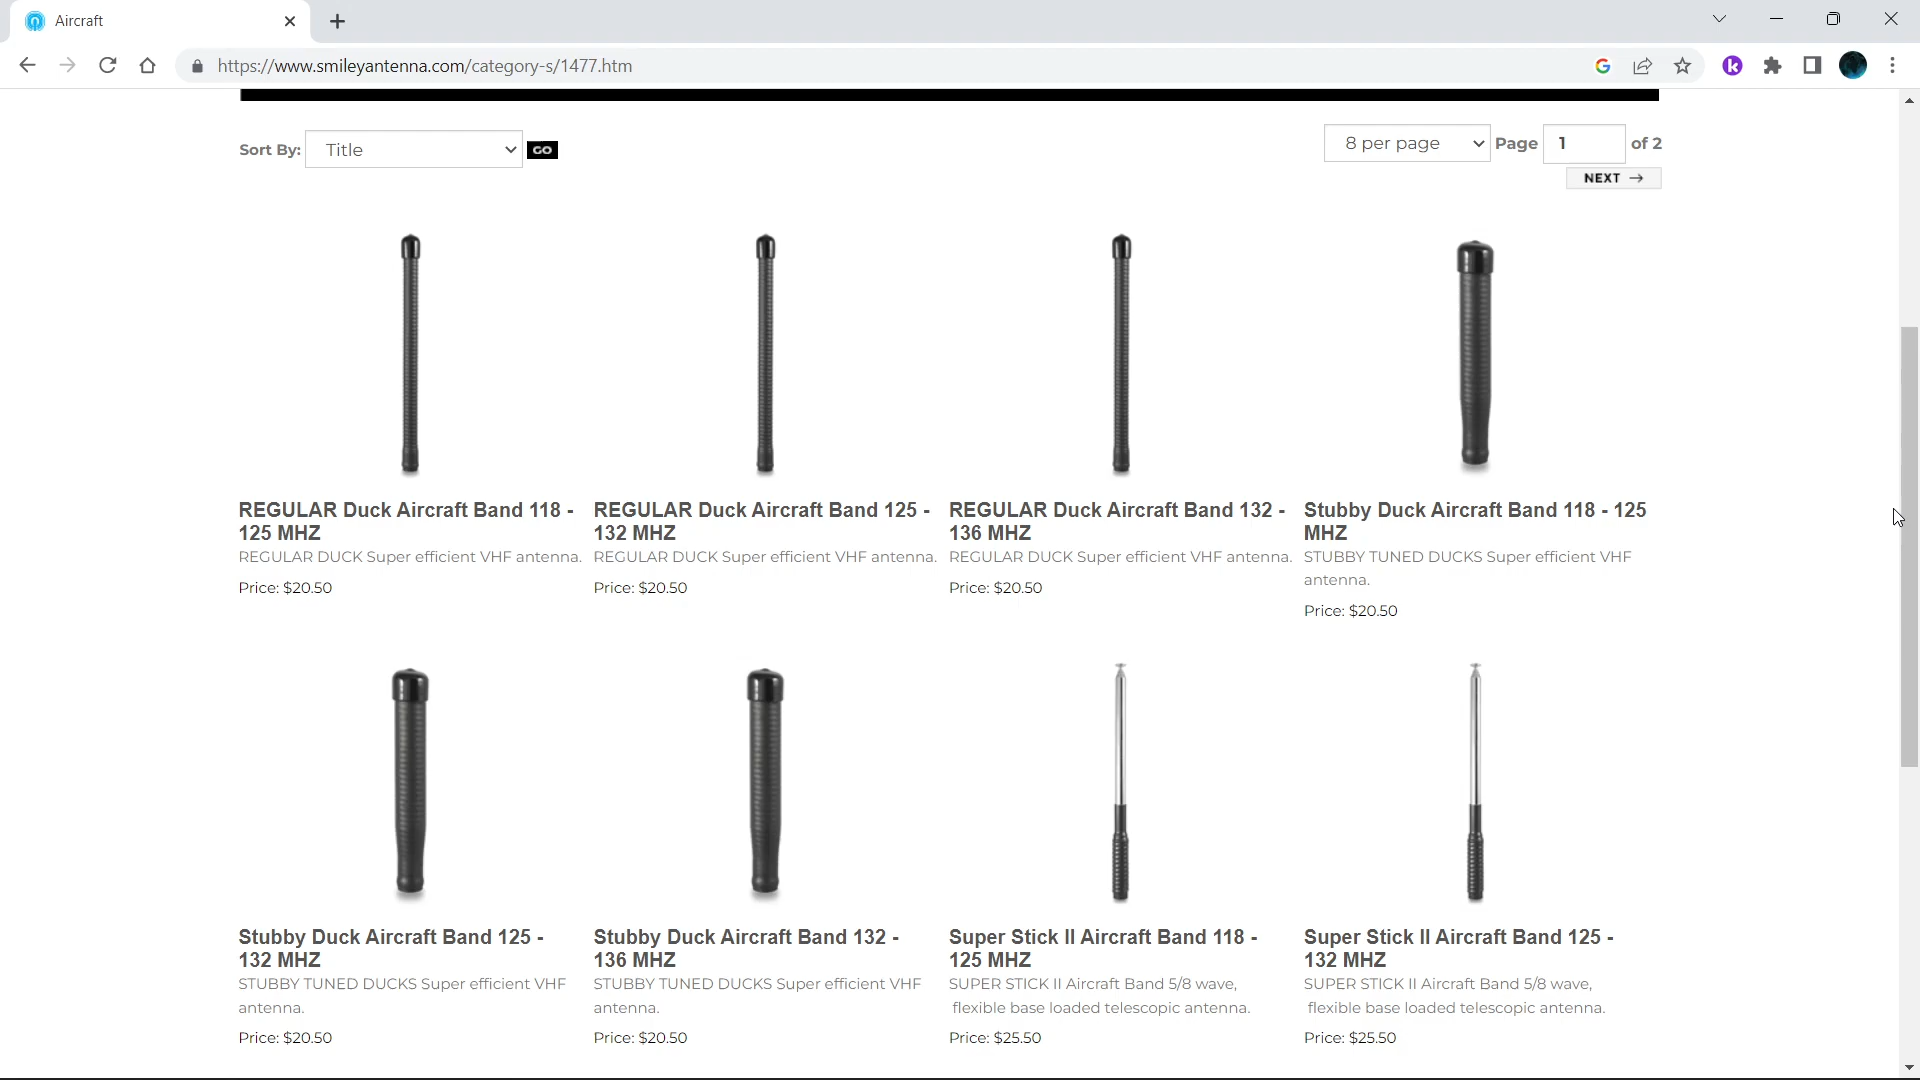 Aircraft
https://www.smileyantenna.com/category-s/1477.htm
Sort By: Title GO
8 per page Page 1 of 2
NEXT →
REGULAR Duck Aircraft Band 118 -
125 MHZ
REGULAR DUCK Super efficient VHF antenna.
Price: $20.50
REGULAR Duck Aircraft Band 125 -
132 MHZ
REGULAR DUCK Super efficient VHF antenna.
Price: $20.50
REGULAR Duck Aircraft Band 132 -
136 MHZ
REGULAR DUCK Super efficient VHF antenna.
Price: $20.50
Stubby Duck Aircraft Band 118 - 125
MHZ
STUBBY TUNED DUCKS Super efficient VHF
antenna.
Price: $20.50
Stubby Duck Aircraft Band 125 -
132 MHZ
STUBBY TUNED DUCKS Super efficient VHF
antenna.
Price: $20.50
Stubby Duck Aircraft Band 132 -
136 MHZ
STUBBY TUNED DUCKS Super efficient VHF
antenna.
Price: $20.50
Super Stick II Aircraft Band 118 -
125 MHZ
SUPER STICK II Aircraft Band 5/8 wave,
flexible base loaded telescopic antenna.
Price: $25.50
Super Stick II Aircraft Band 125 -
132 MHZ
SUPER STICK II Aircraft Band 5/8 wave,
flexible base loaded telescopic antenna.
Price: $25.50